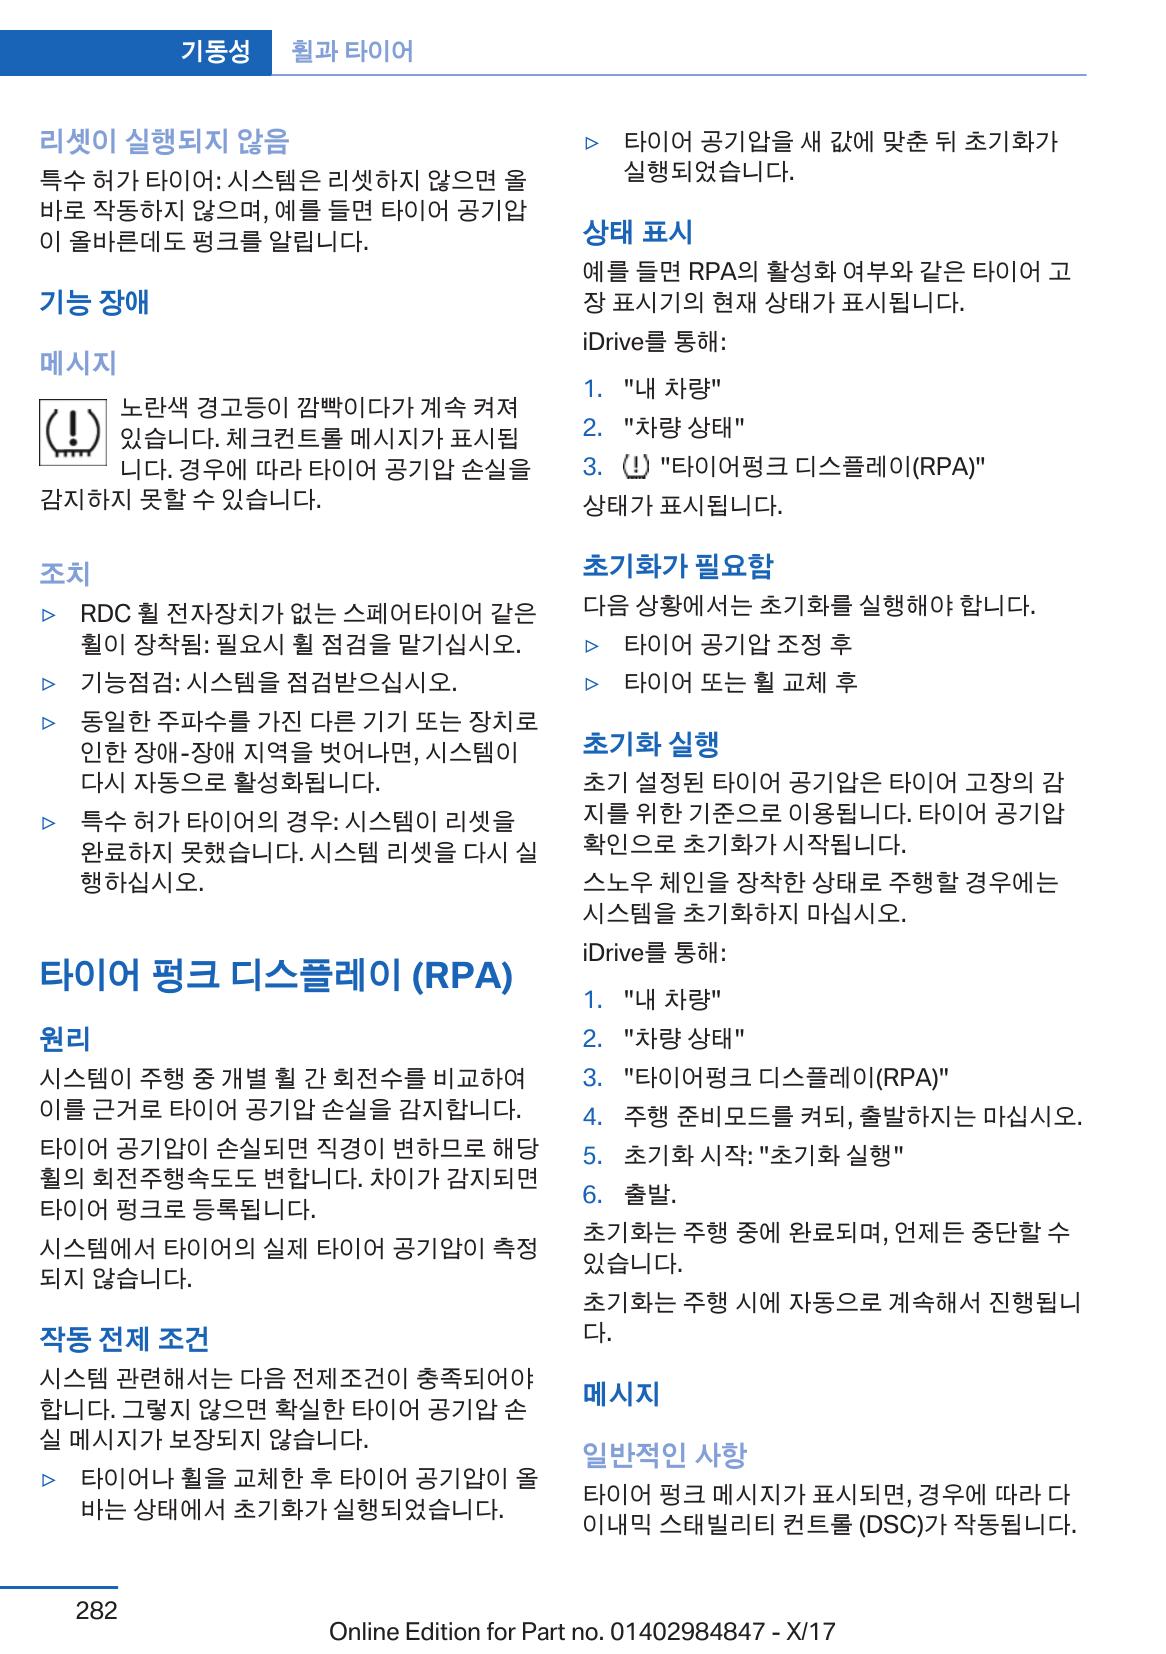 기동성 휠과 타이어
리셋이 실행되지 않음
특수 허가 타이어: 시스템은 리셋하지 않으면 올
바로 작동하지 않으며, 예를 들면 타이어 공기압
이 올바른데도 펑크를 알립니다.
기능 장애
메시지
노란색 경고등이 깜빡이다가 계속 켜져
있습니다. 체크컨트롤 메시지가 표시됩
니다. 경우에 따라 타이어 공기압 손실을
감지하지 못할 수 있습니다.
조치
▷ RDC 휠 전자장치가 없는 스페어타이어 같은
휠이 장착됨: 필요시 휠 점검을 맡기십시오.
▷ 기능점검: 시스템을 점검받으십시오.
▷ 동일한 주파수를 가진 다른 기기 또는 장치로
인한 장애-장애 지역을 벗어나면, 시스템이
다시 자동으로 활성화됩니다.
▷ 특수 허가 타이어의 경우: 시스템이 리셋을
완료하지 못했습니다. 시스템 리셋을 다시 실
행하십시오.
타이어 펑크 디스플레이 (RPA)
원리
시스템이 주행 중 개별 휠 간 회전수를 비교하여
이를 근거로 타이어 공기압 손실을 감지합니다.
타이어 공기압이 손실되면 직경이 변하므로 해당
휠의 회전주행속도도 변합니다. 차이가 감지되면
타이어 펑크로 등록됩니다.
시스템에서 타이어의 실제 타이어 공기압이 측정
되지 않습니다.
작동 전제 조건
시스템 관련해서는 다음 전제조건이 충족되어야
합니다. 그렇지 않으면 확실한 타이어 공기압 손
실 메시지가 보장되지 않습니다.
▷ 타이어나 휠을 교체한 후 타이어 공기압이 올
바는 상태에서 초기화가 실행되었습니다.
▷ 타이어 공기압을 새 값에 맞춘 뒤 초기화가
실행되었습니다.
상태 표시
예를 들면 RPA의 활성화 여부와 같은 타이어 고
장 표시기의 현재 상태가 표시됩니다.
iDrive를 통해:
1. "내 차량"
2. "차량 상태"
3. "타이어펑크 디스플레이(RPA)"
상태가 표시됩니다.
초기화가 필요함
다음 상황에서는 초기화를 실행해야 합니다.
▷ 타이어 공기압 조정 후
▷ 타이어 또는 휠 교체 후
초기화 실행
초기 설정된 타이어 공기압은 타이어 고장의 감
지를 위한 기준으로 이용됩니다. 타이어 공기압
확인으로 초기화가 시작됩니다.
스노우 체인을 장착한 상태로 주행할 경우에는
시스템을 초기화하지 마십시오.
iDrive를 통해:
1. "내 차량"
2. "차량 상태"
3. "타이어펑크 디스플레이(RPA)"
4. 주행 준비모드를 켜되, 출발하지는 마십시오.
5. 초기화 시작: "초기화 실행"
6. 출발.
초기화는 주행 중에 완료되며, 언제든 중단할 수
있습니다.
초기화는 주행 시에 자동으로 계속해서 진행됩니
다.
메시지
일반적인 사항
타이어 펑크 메시지가 표시되면, 경우에 따라 다
이내믹 스태빌리티 컨트롤 (DSC)가 작동됩니다.
282
Online Edition for Part no. 01402984847 - X/17